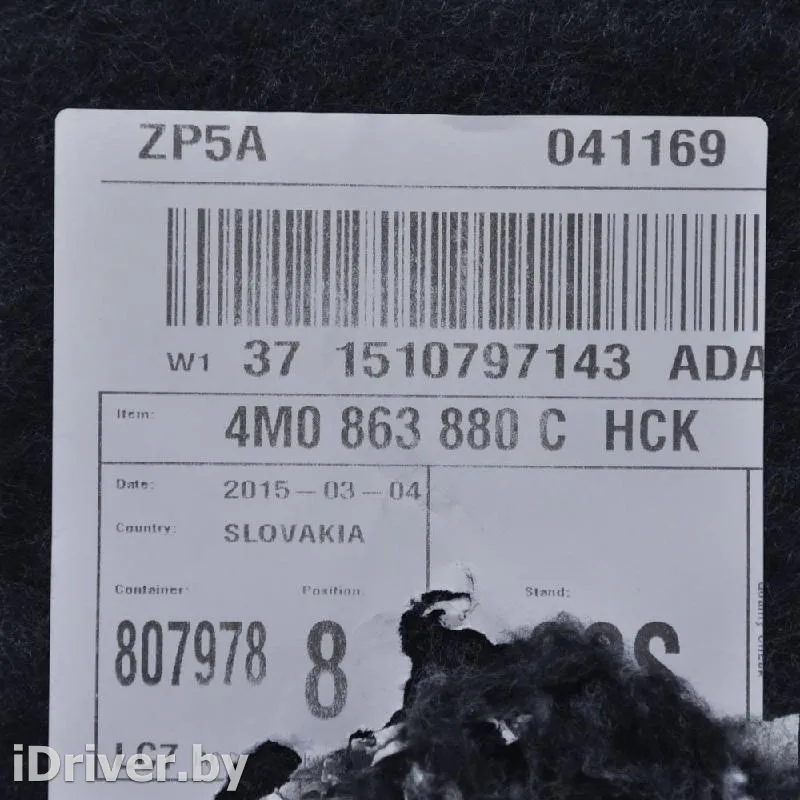 ZP5A 041169
W1 37 1510797143 ADA
Item: 4M0 863 880 C HCK
Date: 2015-03-04
Country: SLOVAKIA
Container: Position Stand:
807978 8
iDriver.by